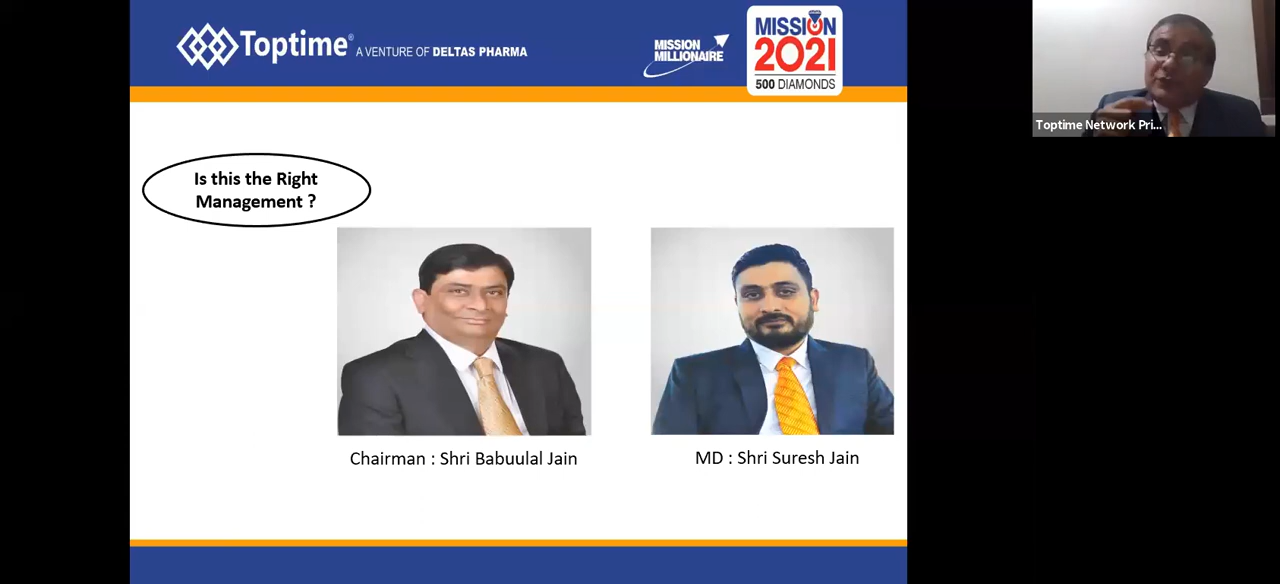 Toptime® A VENTURE OF DELTAS PHARMA
MISSION
MILLIONAIRE
MISSION
2021
500 DIAMONDS
Toptime Network Pri...
Is this the Right
Management ?
Chairman : Shri Babuulal Jain
MD : Shri Suresh Jain